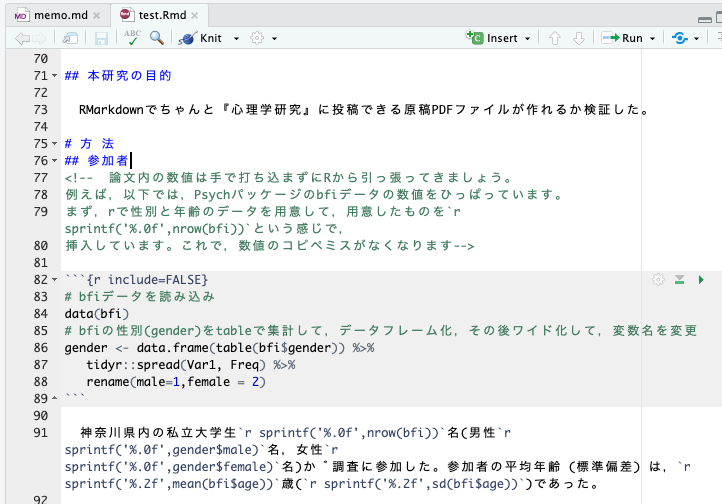 memo.md
test.Rmd
ABC
Knit
Insert
Run
70
71 ## 本研究の目的
72
73 RMarkdownでちゃんと『心理学研究』に投稿できる原稿PDFファイルが作れるか検証した。
74
75 # 方 法
76 ## 参加者
77 <!-- 論文内の数値は手で打ち込まずにRから引っ張ってきましょう。
78 例えば，以下では，Psychパッケージのbfiデータの数値をひっぱっています。
79 まず，rで性別と年齢のデータを用意して，用意したものを`r
sprintf('%.0f',nrow(bfi))`という感じで，
80 挿入しています。これで，数値のコピペミスがなくなります-->
81
82 ```{r include=FALSE}
83 # bfiデータを読み込み
84 data(bfi)
85 # bfiの性別(gender)をtableで集計して，データフレーム化，その後ワイド化して，変数名を変更
86 gender <- data.frame(table(bfi$gender)) %>%
87 tidyr::spread(Var1, Freq) %>%
88 rename(male=1,female = 2)
89 ```
90
91 神奈川県内の私立大学生`r sprintf('%.0f',nrow(bfi))`名(男性`r
sprintf('%.0f',gender$male)`名，女性`r
sprintf('%.0f',gender$female)`名)か゛調査に参加した。参加者の平均年齢（標準偏差）は，`r
sprintf('%.2f',mean(bfi$age))`歳(`r sprintf('%.2f',sd(bfi$age))`)であった。
92